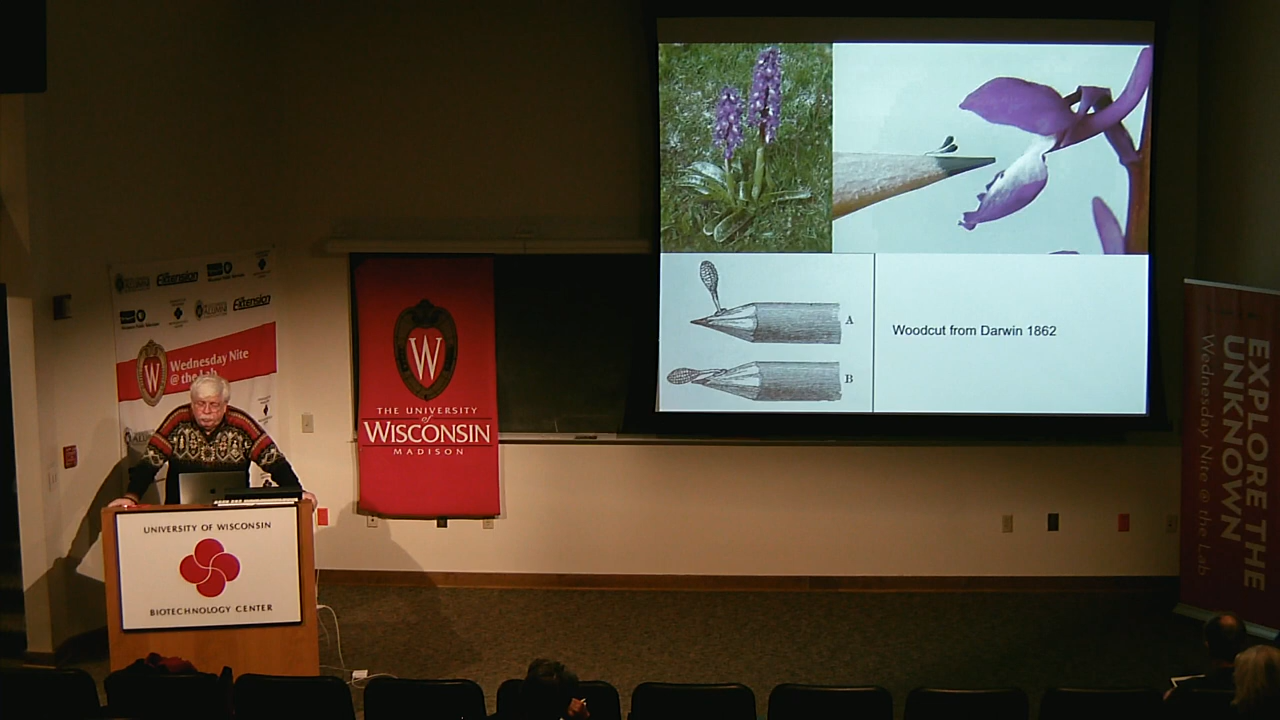 A
Woodcut from Darwin 1862
B
Extension
ALUMNI
Extension
Wednesday Nite
@ the Lab
W
W
THE UNIVERSITY
of
WISCONSIN
MADISON
UNIVERSITY OF WISCONSIN
BIOTECHNOLOGY CENTER
EXPLORE THE
UNKNOWN
Wednesday Nite @ the Lab